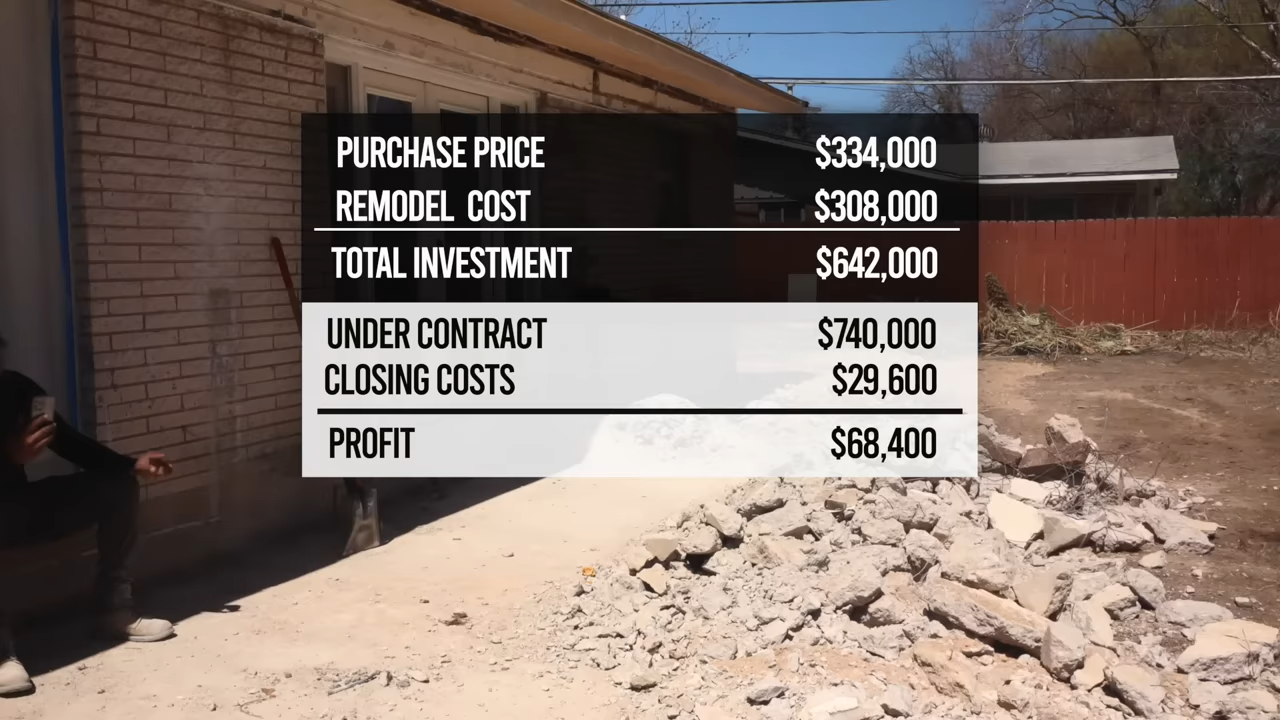 PURCHASE PRICE $334,000
REMODEL COST $308,000
TOTAL INVESTMENT $642,000
UNDER CONTRACT $740,000
CLOSING COSTS $29,600
PROFIT $68,400